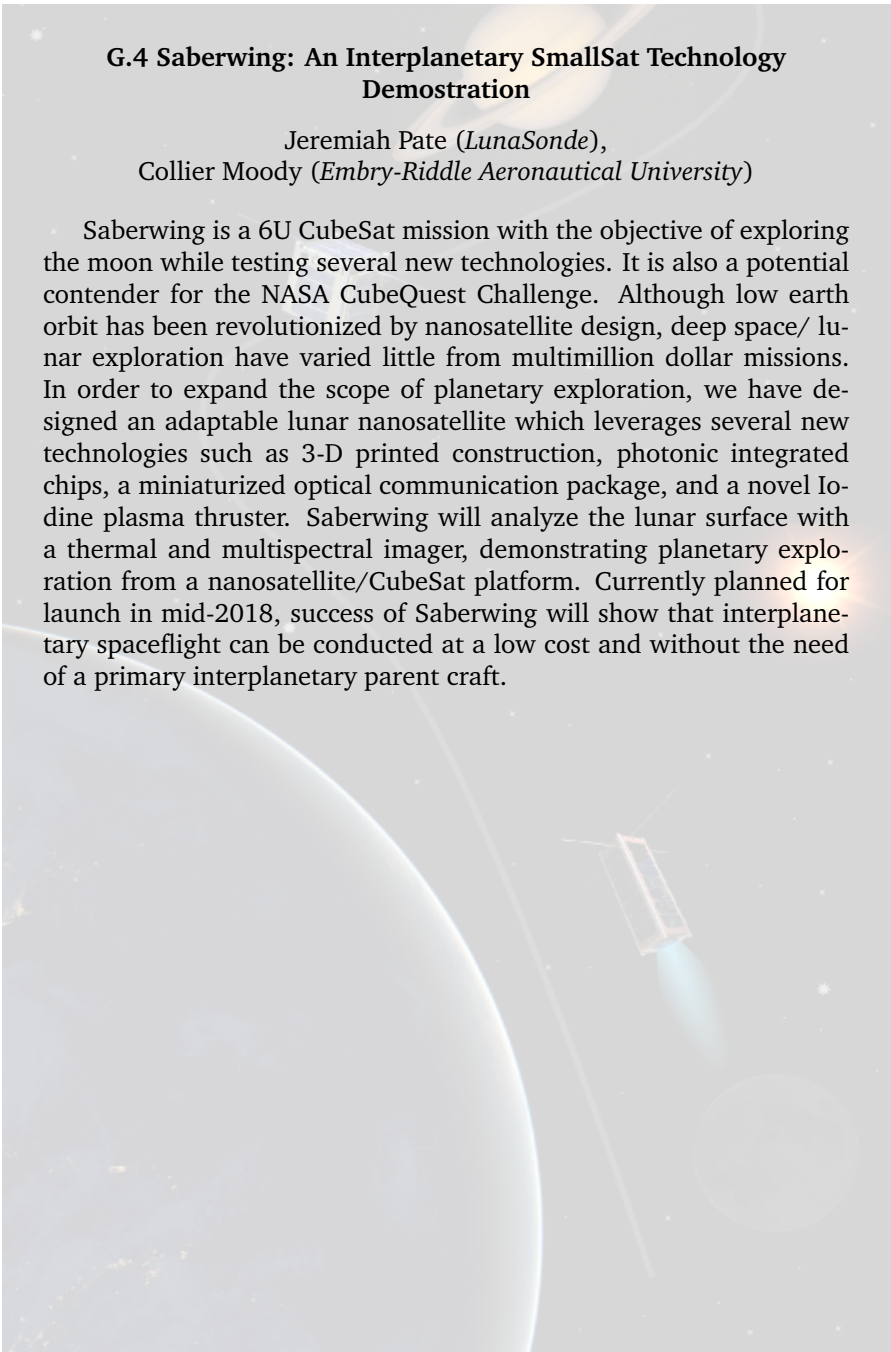 G.4 Saberwing: An Interplanetary SmallSat Technology
Demostration
Jeremiah Pate (LunaSonde),
Collier Moody (Embry-Riddle Aeronautical University)
Saberwing is a 6U CubeSat mission with the objective of exploring
the moon while testing several new technologies. It is also a potential
contender for the NASA CubeQuest Challenge. Although low earth
orbit has been revolutionized by nanosatellite design, deep space/ lu-
nar exploration have varied little from multimillion dollar missions.
In order to expand the scope of planetary exploration, we have de-
signed an adaptable lunar nanosatellite which leverages several new
technologies such as 3-D printed construction, photonic integrated
chips, a miniaturized optical communication package, and a novel Io-
dine plasma thruster. Saberwing will analyze the lunar surface with
a thermal and multispectral imager, demonstrating planetary explo-
ration from a nanosatellite/CubeSat platform. Currently planned for
launch in mid-2018, success of Saberwing will show that interplane-
tary spaceflight can be conducted at a low cost and without the need
of a primary interplanetary parent craft.